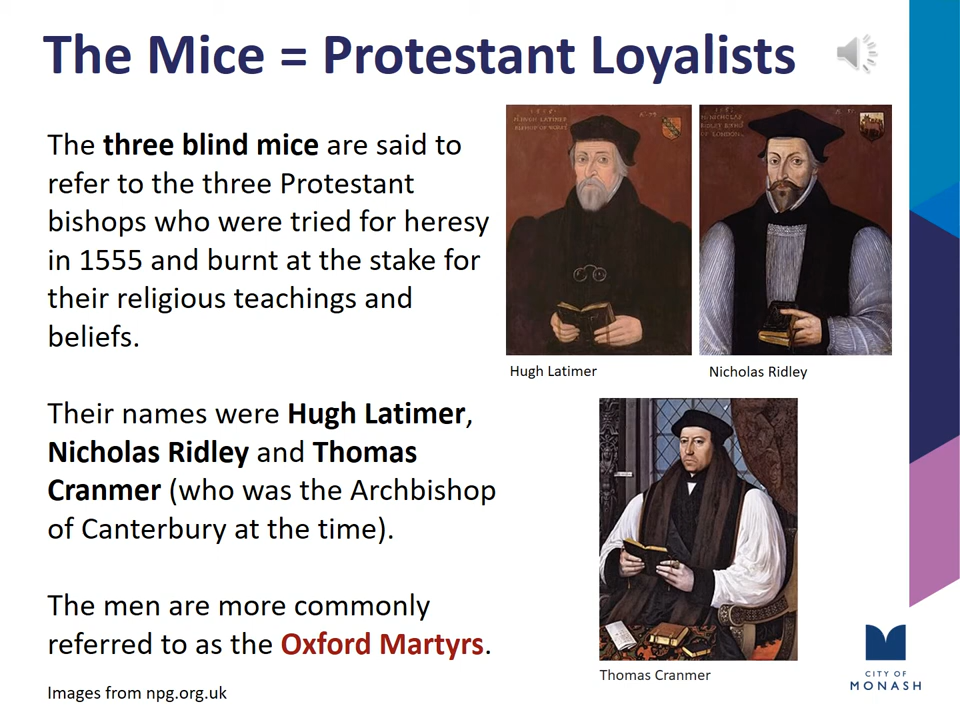 The Mice = Protestant Loyalists
The three blind mice are said to
refer to the three Protestant
bishops who were tried for heresy
in 1555 and burnt at the stake for
their religious teachings and
beliefs.
Their names were Hugh Latimer,
Nicholas Ridley and Thomas
Cranmer (who was the Archbishop
of Canterbury at the time).
The men are more commonly
referred to as the Oxford Martyrs.
Images from npg.org.uk
Hugh Latimer
Nicholas Ridley
Thomas Cranmer
CITY OF
MONASH